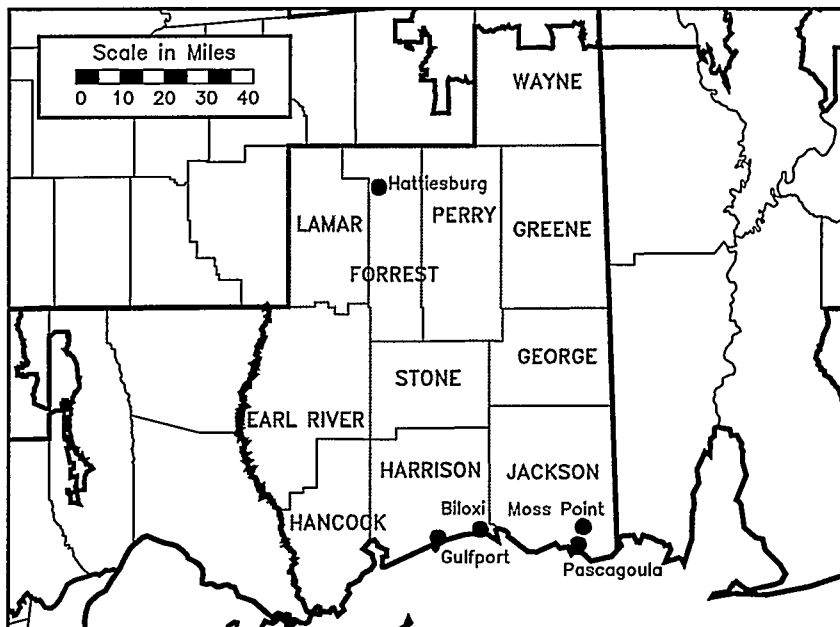 Scale in Miles
0 10 20 30 40
WAYNE
Hattiesburg
LAMAR
PERRY
GREENE
FORREST
GEORGE
STONE
EARL RIVER
HARRISON
JACKSON
Biloxi
Moss Point
HANCOCK
Gulfport
Pascagoula